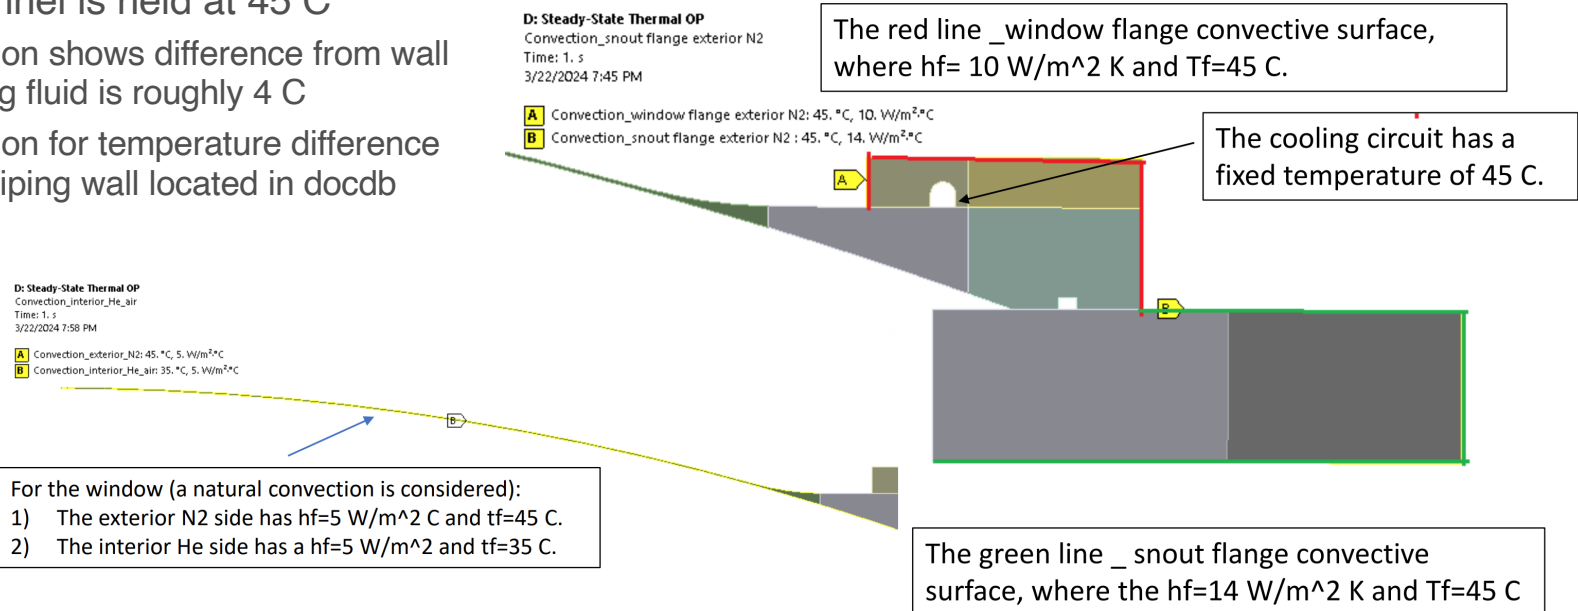 nnel is held at 45 C
on shows difference from wall
g fluid is roughly 4 C
on for temperature difference
iping wall located in docdb
D: Steady-State Thermal OP
Convection_snout flange exterior N2
Time: 1. s
3/22/2024 7:45 PM
A Convection_window flange exterior N2: 45. °C, 10. W/m²·°C
B Convection_snout flange exterior N2 : 45. °C, 14. W/m²·°C
The red line _window flange convective surface,
where hf= 10 W/m^2 K and Tf=45 C.
The cooling circuit has a
fixed temperature of 45 C.
A
B
D: Steady-State Thermal OP
Convection_interior_He_air
Time: 1. s
3/22/2024 7:58 PM
A Convection_exterior_N2: 45. °C, 5. W/m²·°C
B Convection_interior_He_air: 35. °C, 5. W/m²·°C
B
For the window (a natural convection is considered):
1) The exterior N2 side has hf=5 W/m^2 C and tf=45 C.
2) The interior He side has a hf=5 W/m^2 and tf=35 C.
The green line _ snout flange convective
surface, where the hf=14 W/m^2 K and Tf=45 C